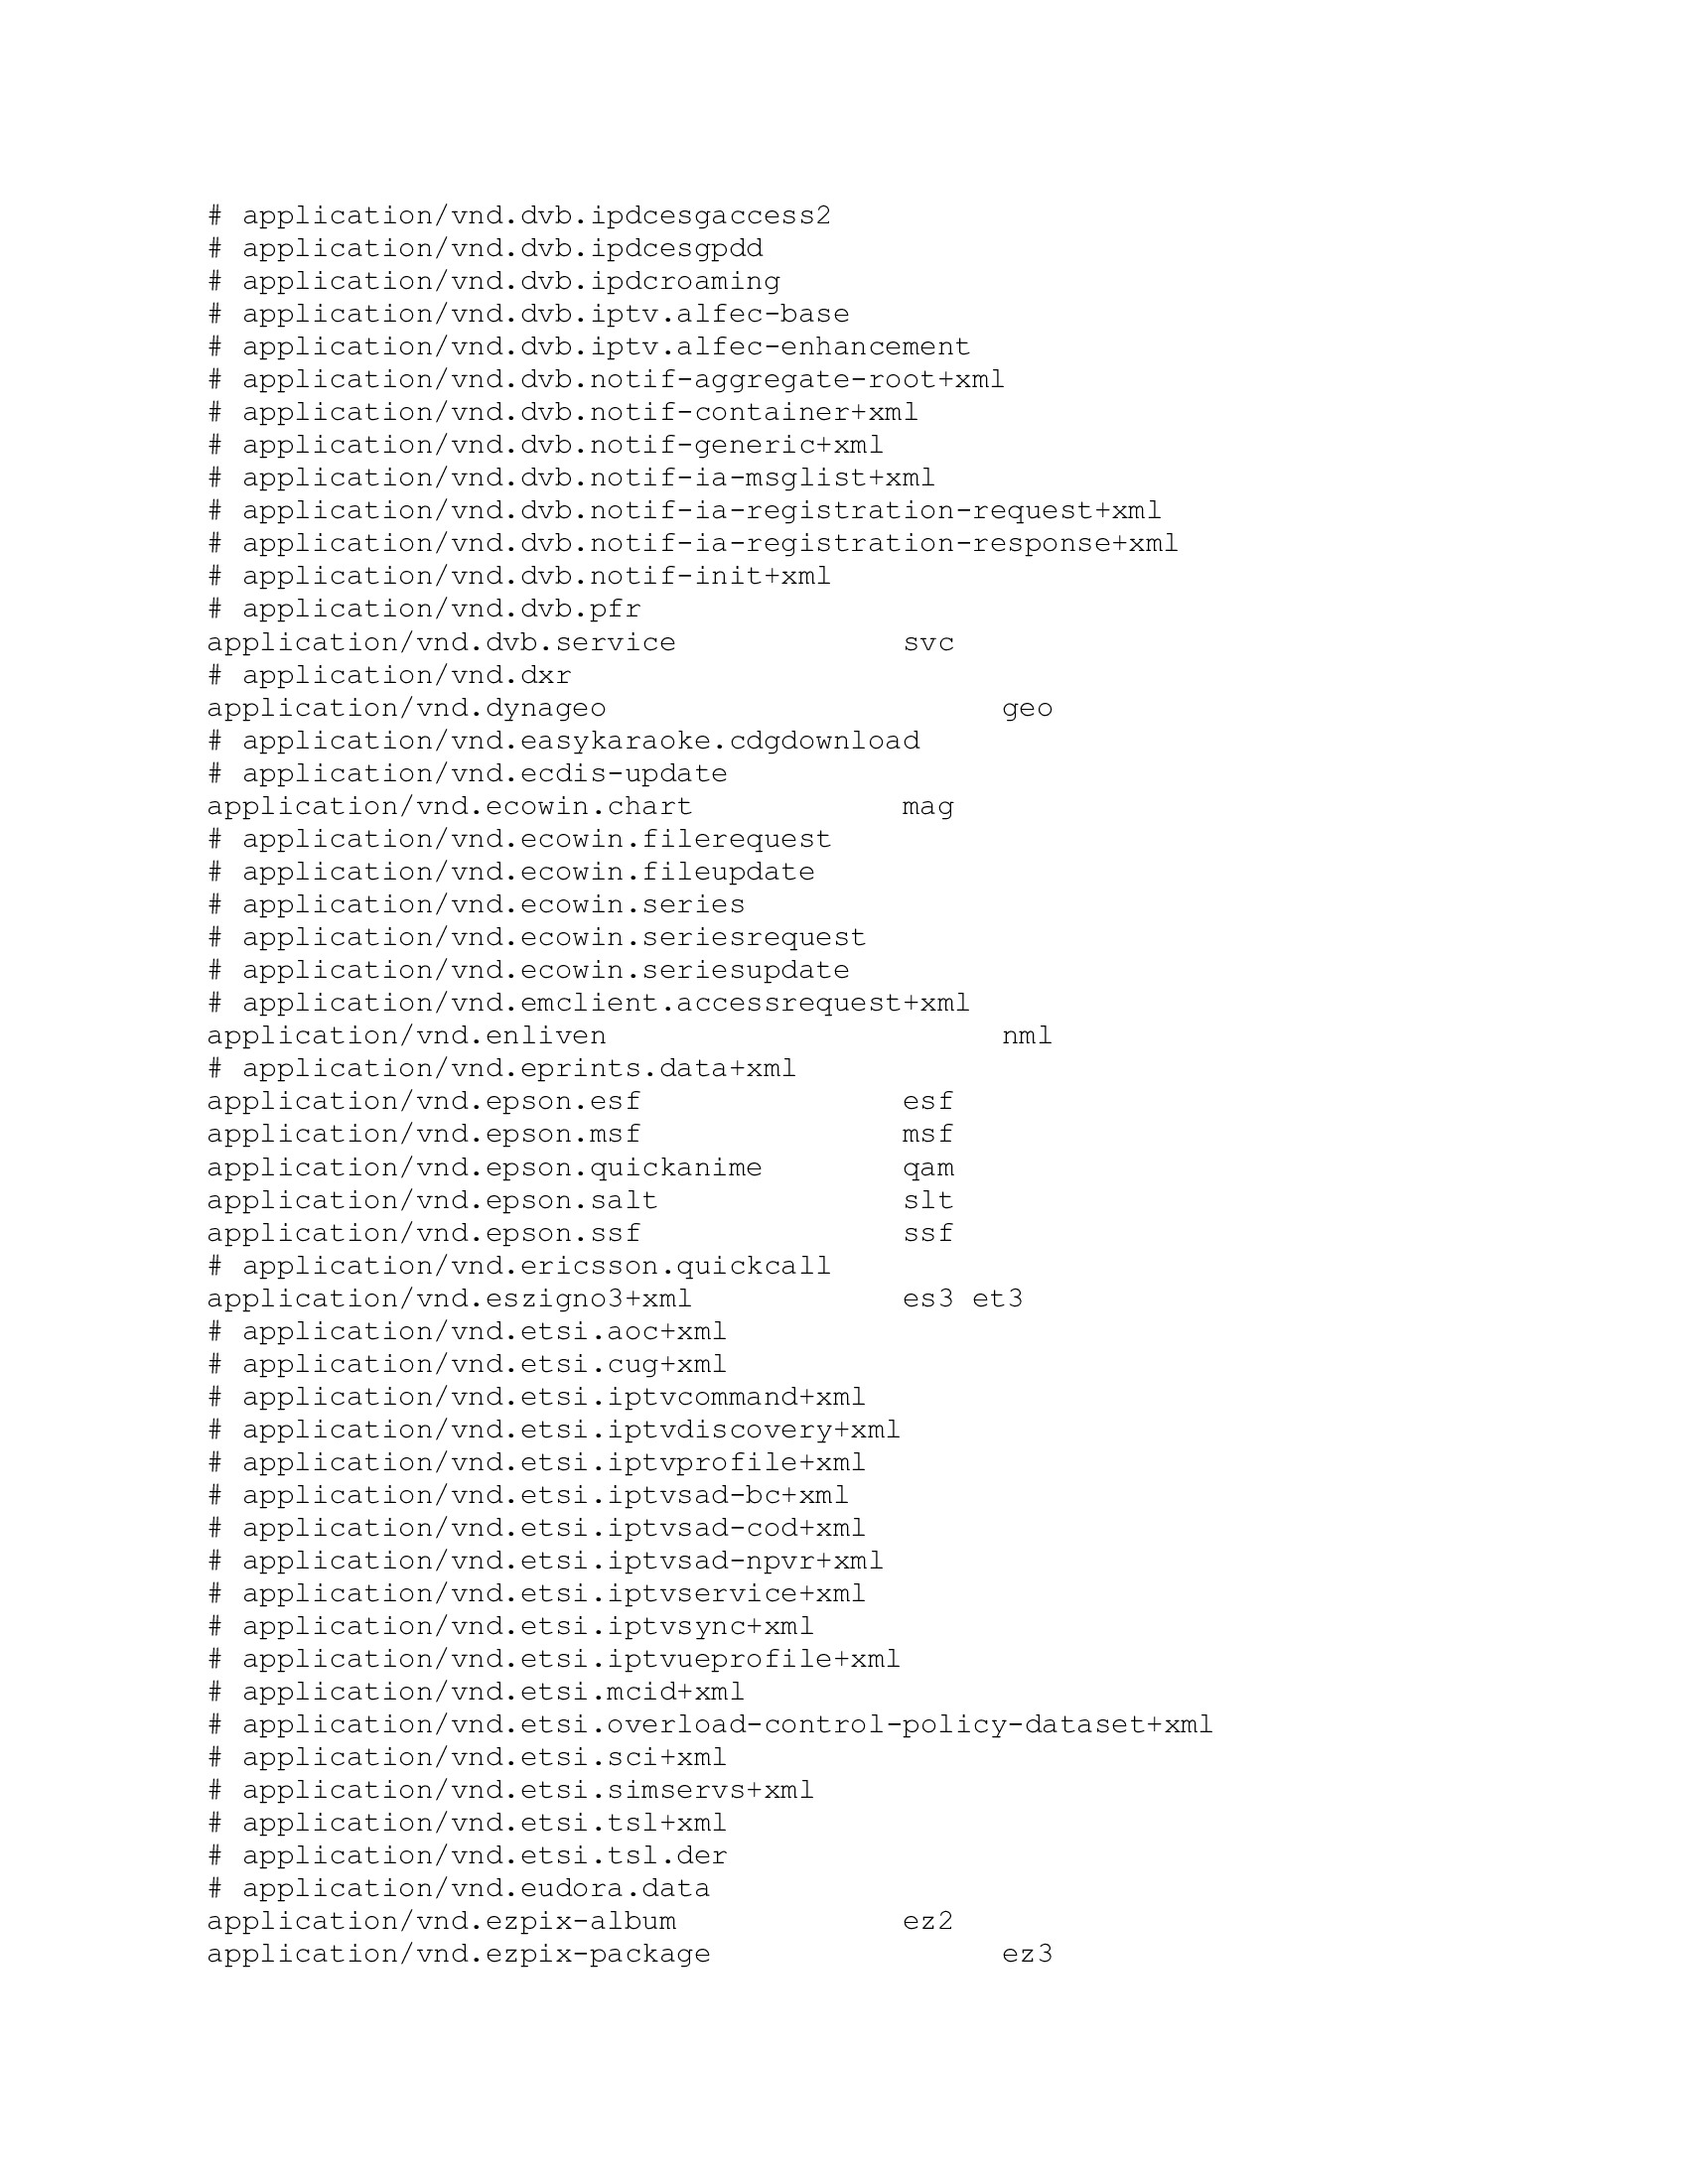 # application/vnd.dvb.ipdcesgaccess2
# application/vnd.dvb.ipdcesgpdd
# application/vnd.dvb.ipdcroaming
# application/vnd.dvb.iptv.alfec-base
# application/vnd.dvb.iptv.alfec-enhancement
# application/vnd.dvb.notif-aggregate-root+xml
# application/vnd.dvb.notif-container+xml
# application/vnd.dvb.notif-generic+xml
# application/vnd.dvb.notif-ia-msglist+xml
# application/vnd.dvb.notif-ia-registration-request+xml
# application/vnd.dvb.notif-ia-registration-response+xml
# application/vnd.dvb.notif-init+xml
# application/vnd.dvb.pfr
application/vnd.dvb.service svc
# application/vnd.dxr
application/vnd.dynageo geo
# application/vnd.easykaraoke.cdgdownload
# application/vnd.ecdis-update
application/vnd.ecowin.chart mag
# application/vnd.ecowin.filerequest
# application/vnd.ecowin.fileupdate
# application/vnd.ecowin.series
# application/vnd.ecowin.seriesrequest
# application/vnd.ecowin.seriesupdate
# application/vnd.emclient.accessrequest+xml
application/vnd.enliven nml
# application/vnd.eprints.data+xml
application/vnd.epson.esf esf
application/vnd.epson.msf msf
application/vnd.epson.quickanime qam
application/vnd.epson.salt slt
application/vnd.epson.ssf ssf
# application/vnd.ericsson.quickcall
application/vnd.eszigno3+xml es3 et3
# application/vnd.etsi.aoc+xml
# application/vnd.etsi.cug+xml
# application/vnd.etsi.iptvcommand+xml
# application/vnd.etsi.iptvdiscovery+xml
# application/vnd.etsi.iptvprofile+xml
# application/vnd.etsi.iptvsad-bc+xml
# application/vnd.etsi.iptvsad-cod+xml
# application/vnd.etsi.iptvsad-npvr+xml
# application/vnd.etsi.iptvservice+xml
# application/vnd.etsi.iptvsync+xml
# application/vnd.etsi.iptvueprofile+xml
# application/vnd.etsi.mcid+xml
# application/vnd.etsi.overload-control-policy-dataset+xml
# application/vnd.etsi.sci+xml
# application/vnd.etsi.simservs+xml
# application/vnd.etsi.tsl+xml
# application/vnd.etsi.tsl.der
# application/vnd.eudora.data
application/vnd.ezpix-album ez2
application/vnd.ezpix-package ez3